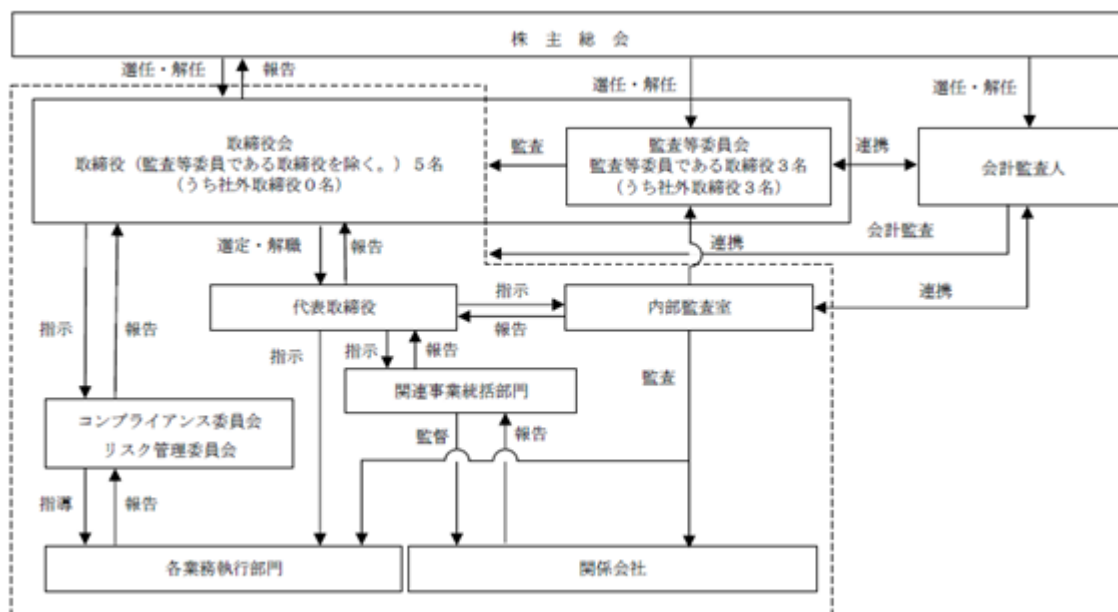 株主総会
選任・解任
報告
選任・解任
選任・解任
取締役会
取締役（監査等委員である取締役を除く。）５名
（うち社外取締役０名）
監査
監査等委員会
監査等委員である取締役３名
（うち社外取締役３名）
連携
会計監査人
選定・解職
報告
連携
会計監査
代表取締役
指示
報告
内部監査室
連携
指示
報告
指示
指示
報告
関連事業統括部門
監査
コンプライアンス委員会
リスク管理委員会
監督
報告
指導
報告
各業務執行部門
関係会社